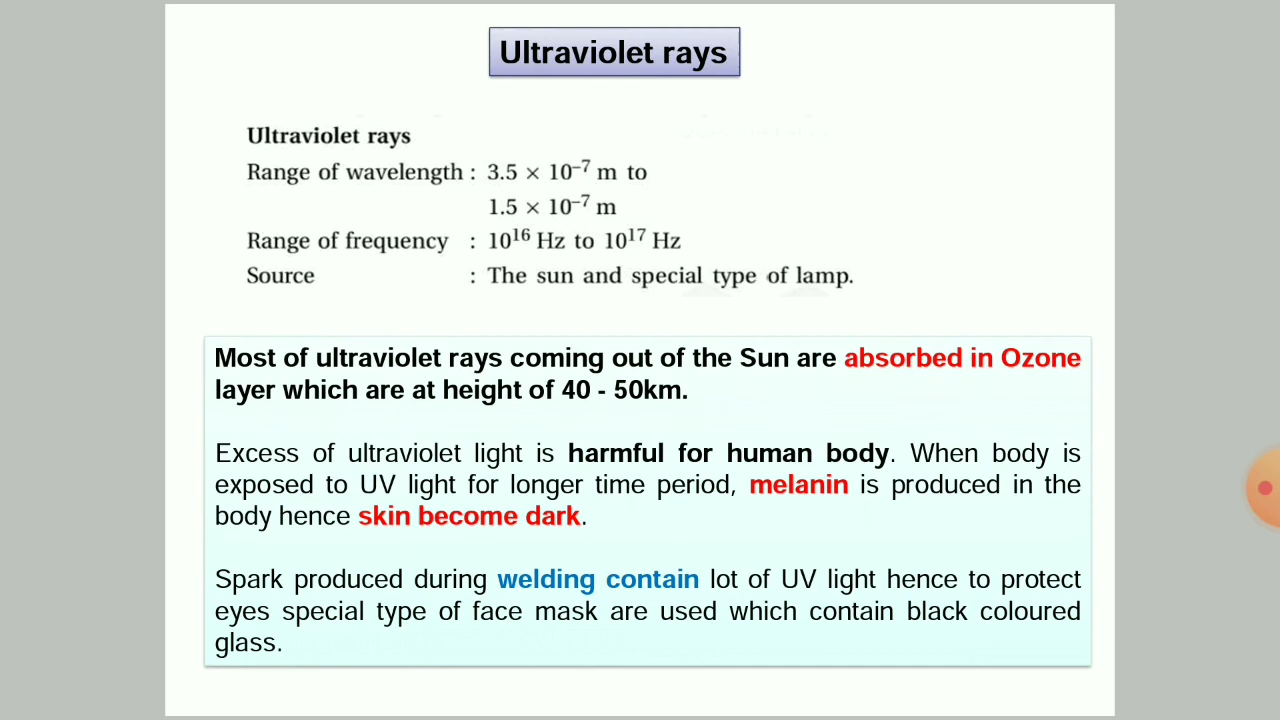 Ultraviolet rays
Ultraviolet rays
Range of wavelength : 3.5 × 10⁻⁷ m to
1.5 × 10⁻⁷ m
Range of frequency : 10¹⁶ Hz to 10¹⁷ Hz
Source : The sun and special type of lamp.
Most of ultraviolet rays coming out of the Sun are absorbed in Ozone
layer which are at height of 40 - 50km.
Excess of ultraviolet light is harmful for human body. When body is
exposed to UV light for longer time period, melanin is produced in the
body hence skin become dark.
Spark produced during welding contain lot of UV light hence to protect
eyes special type of face mask are used which contain black coloured
glass.